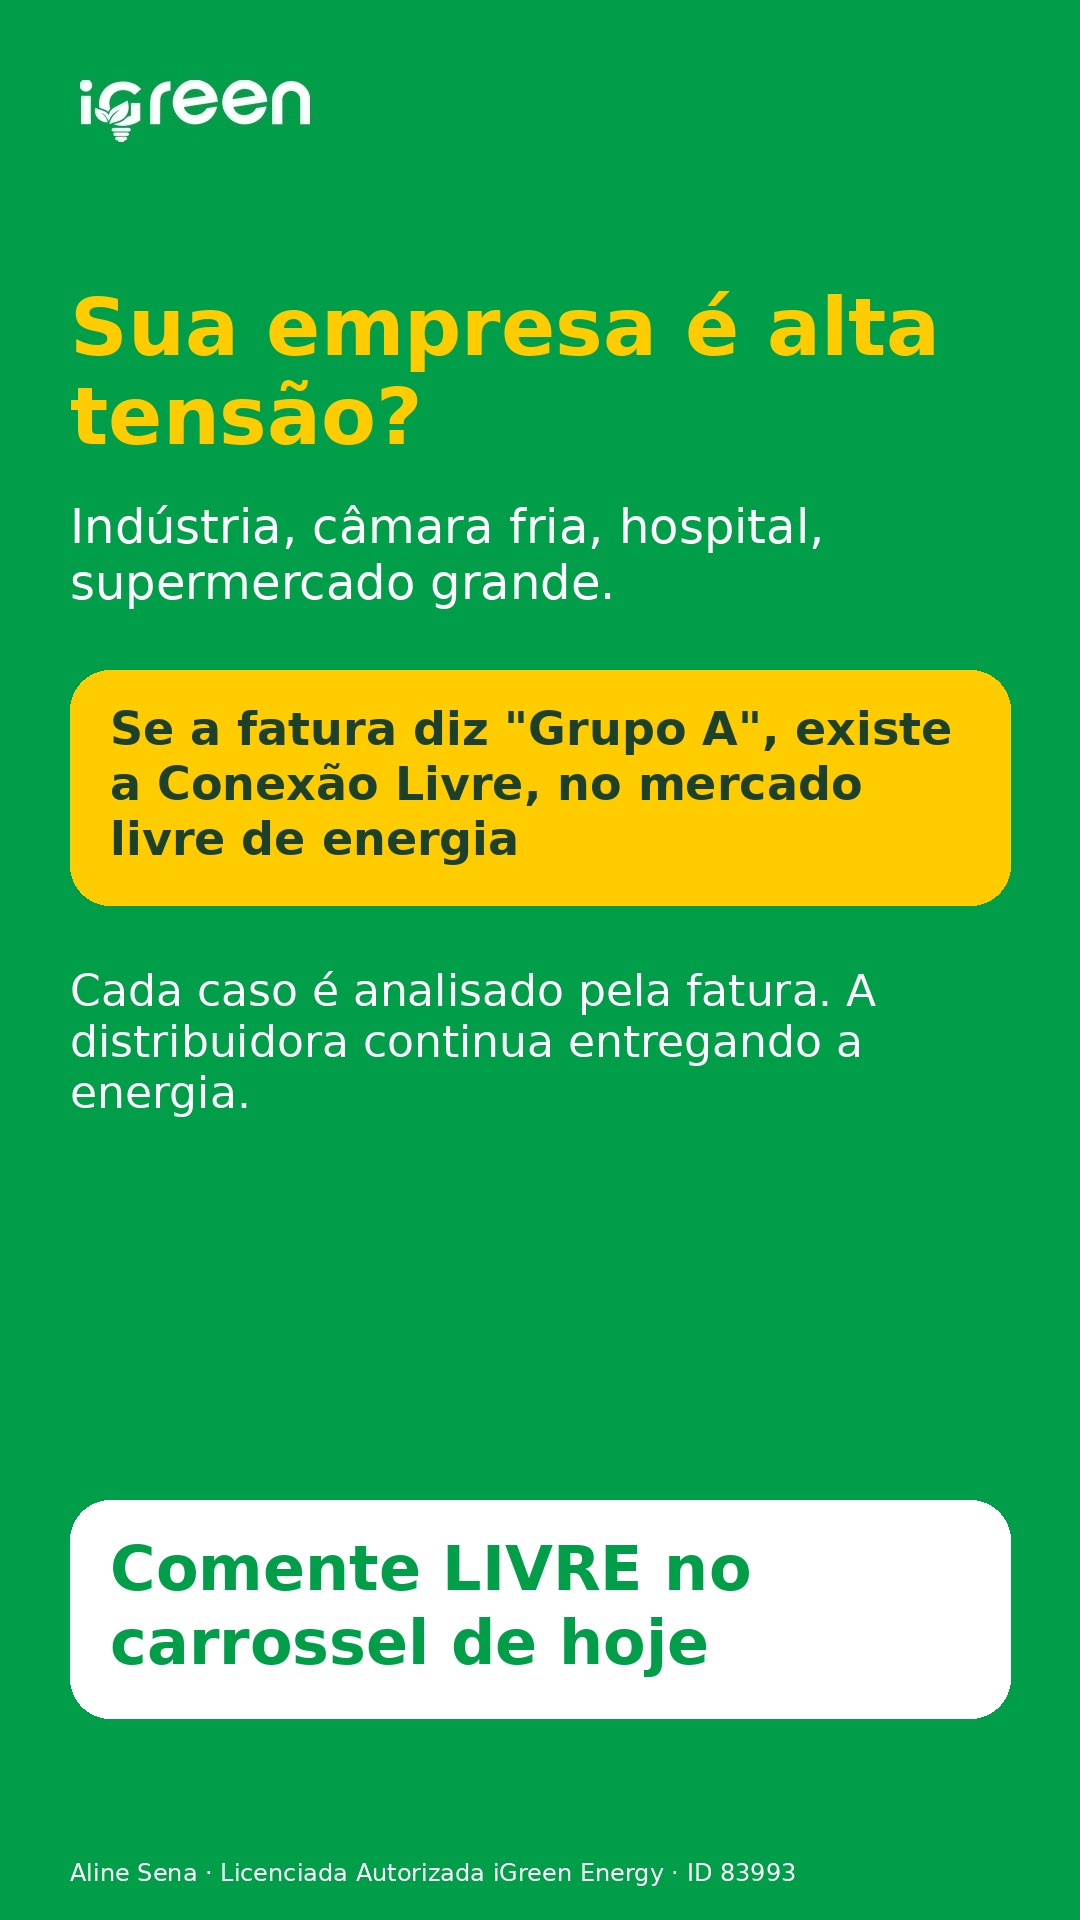 iGreen
Sua empresa é alta
tensão?
Indústria, câmara fria, hospital,
supermercado grande.
Se a fatura diz "Grupo A", existe
a Conexão Livre, no mercado
livre de energia
Cada caso é analisado pela fatura. A
distribuidora continua entregando a
energia.
Comente LIVRE no
carrossel de hoje
Aline Sena · Licenciada Autorizada iGreen Energy · ID 83993